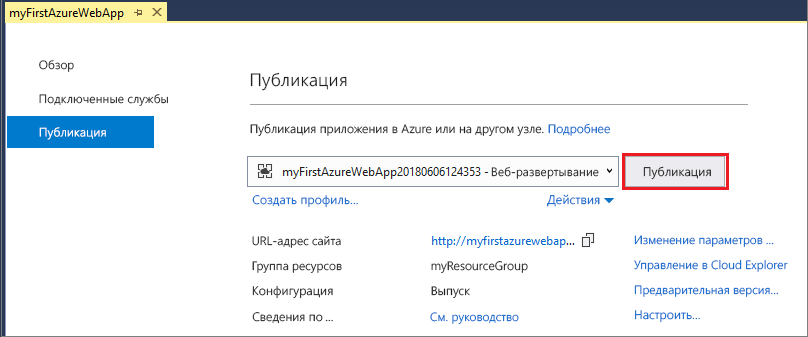 myFirstAzureWebApp
Обзор
Подключенные службы
Публикация
Публикация
Публикация приложения в Azure или на другом узле. Подробнее
myFirstAzureWebApp20180606124353 - Веб-развертывание
Публикация
Создать профиль...
Действия
URL-адрес сайта http://myfirstazurewebap... Изменение параметров ...
Группа ресурсов myResourceGroup Управление в Cloud Explorer
Конфигурация Выпуск Предварительная версия...
Сведения по ... См. руководство Настроить...